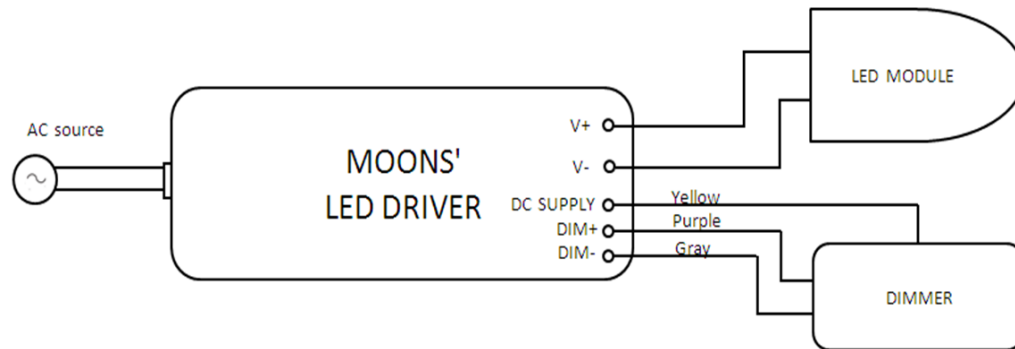 AC source
MOONS'
LED DRIVER
V+
V-
DC SUPPLY
DIM+
DIM-
Yellow
Purple
Gray
LED MODULE
DIMMER